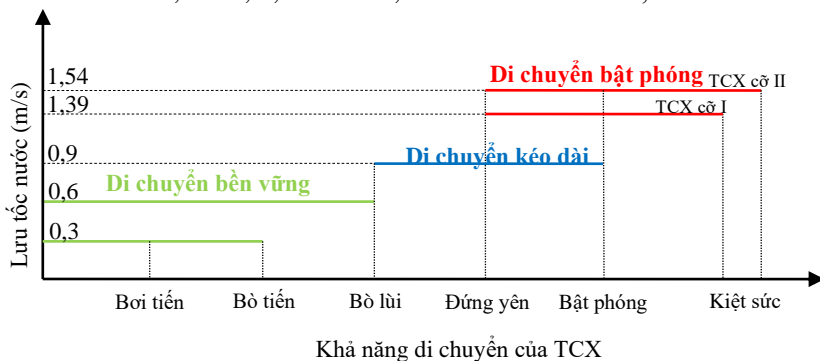 1,54
Di chuyển bật phóng TCX cỡ II
1,39
TCX cỡ I
0,9
Di chuyển kéo dài
Di chuyển bền vững
0,6
0,3
Lưu tốc nước (m/s)
Bơi tiến Bò tiến Bò lùi Đứng yên Bật phóng Kiệt sức
Khả năng di chuyển của TCX